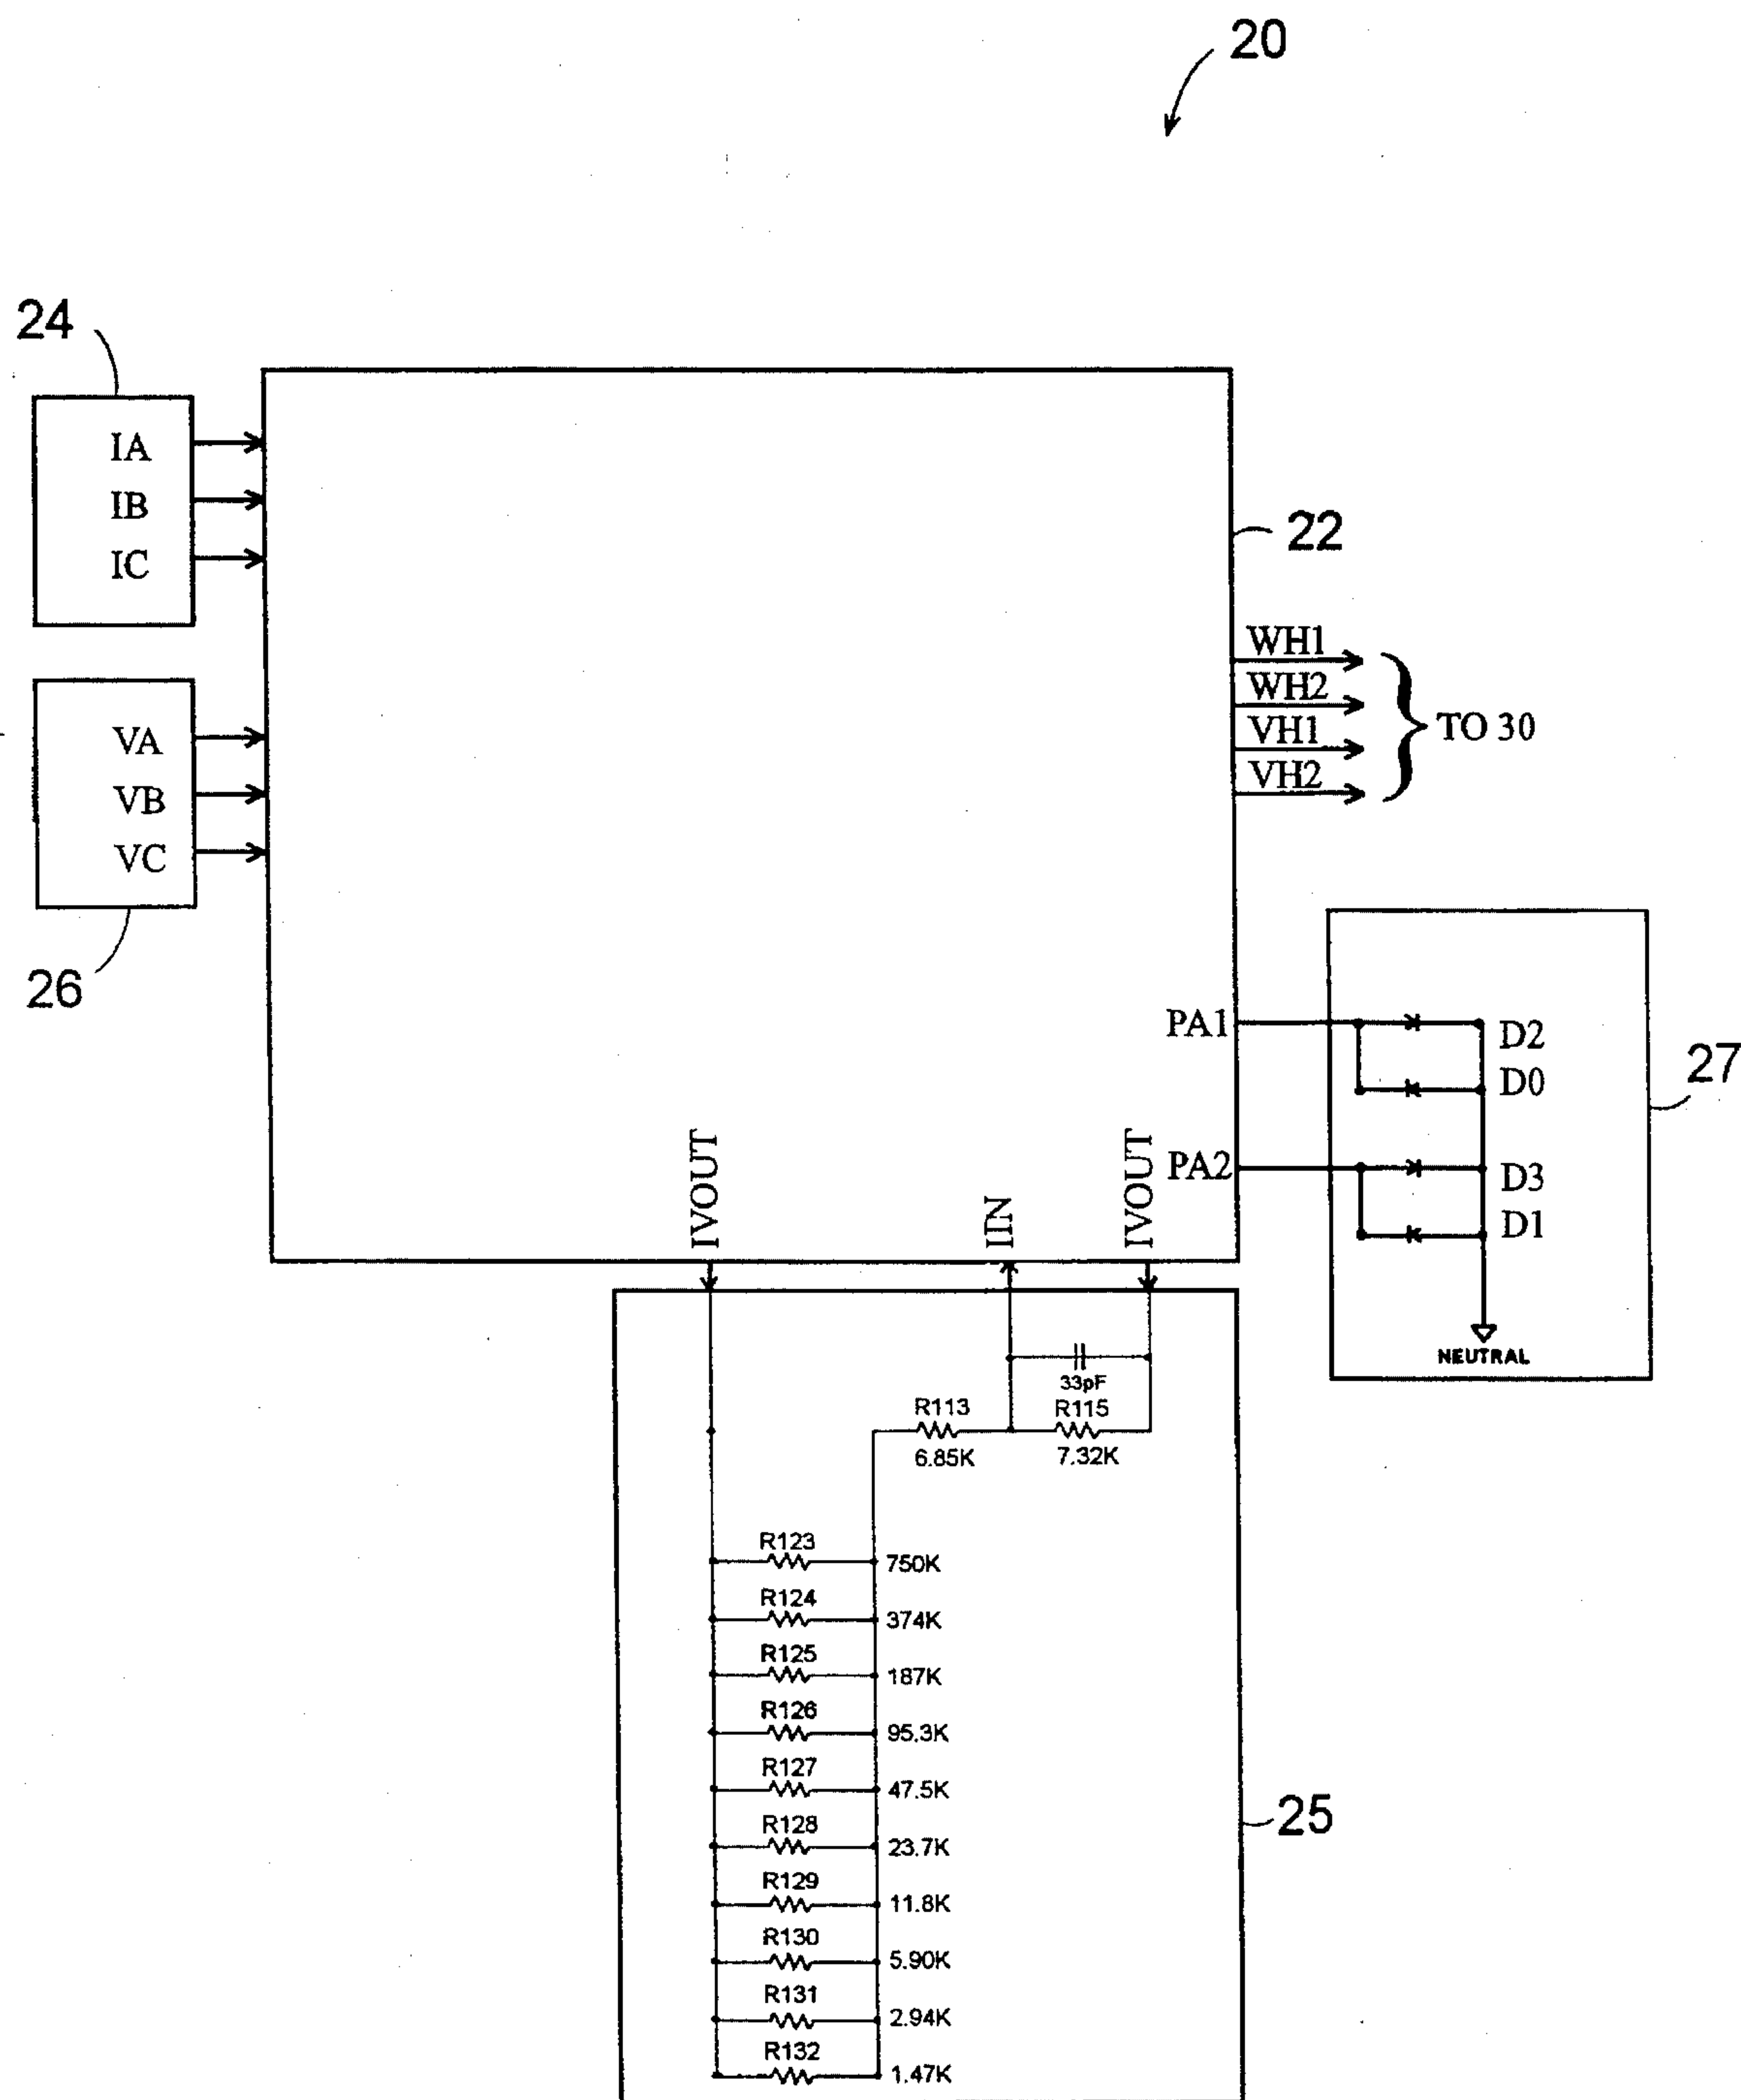 20
24
IA
IB
IC
22
WH1
WH2
VH1
VH2
TO 30
VA
VB
VC
26
PA1
D2
D0
27
PA2
D3
D1
NEUTRAL
IVOUT
IIN
IVOUT
33pF
R113
R115
6.85K
7.32K
R123
750K
R124
374K
R125
187K
R126
95.3K
R127
47.5K
R128
23.7K
25
R129
11.8K
R130
5.90K
R131
2.94K
R132
1.47K